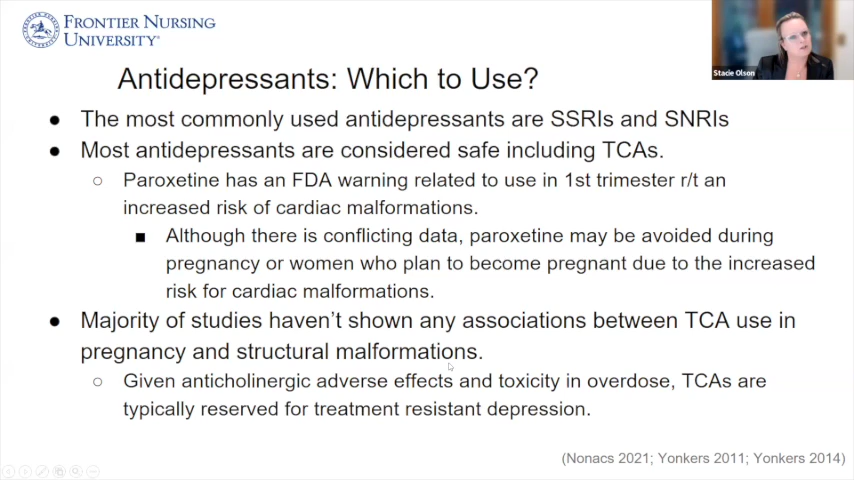 FRONTIER NURSING
UNIVERSITY®
Stacie Olson
Antidepressants: Which to Use?
● The most commonly used antidepressants are SSRIs and SNRIs
● Most antidepressants are considered safe including TCAs.
○ Paroxetine has an FDA warning related to use in 1st trimester r/t an
increased risk of cardiac malformations.
■ Although there is conflicting data, paroxetine may be avoided during
pregnancy or women who plan to become pregnant due to the increased
risk for cardiac malformations.
● Majority of studies haven't shown any associations between TCA use in
pregnancy and structural malformations.
○ Given anticholinergic adverse effects and toxicity in overdose, TCAs are
typically reserved for treatment resistant depression.
(Nonacs 2021; Yonkers 2011; Yonkers 2014)